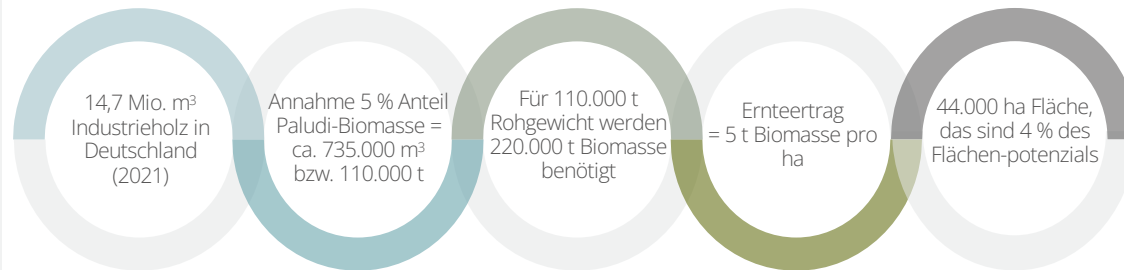 14,7 Mio. m³
Industrieholz in
Deutschland
(2021)
Annahme 5 % Anteil
Paludi-Biomasse =
ca. 735.000 m³
bzw. 110.000 t
Für 110.000 t
Rohgewicht werden
220.000 t Biomasse
benötigt
Ernteertrag
= 5 t Biomasse pro
ha
44.000 ha Fläche,
das sind 4 % des
Flächen-potenzials